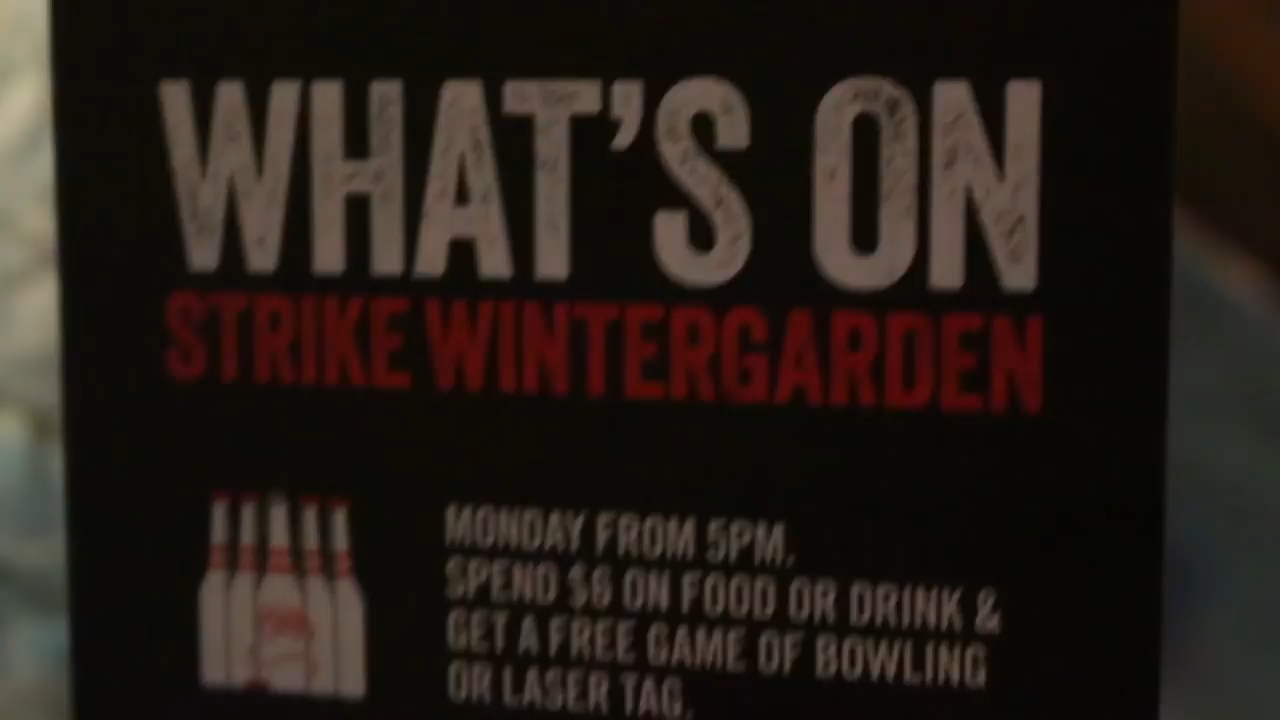 WHAT'S ON
STRIKE WINTERGARDEN
MONDAY FROM 5PM.
SPEND $6 ON FOOD OR DRINK &
GET A FREE GAME OF BOWLING
OR LASER TAG.